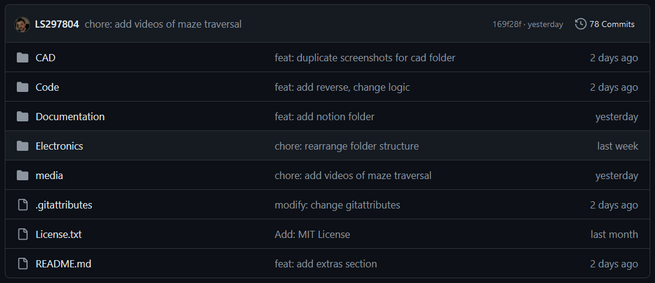 LS297804 chore: add videos of maze traversal 169f28f · yesterday 78 Commits
CAD feat: duplicate screenshots for cad folder 2 days ago
Code feat: add reverse, change logic 2 days ago
Documentation feat: add notion folder yesterday
Electronics chore: rearrange folder structure last week
media chore: add videos of maze traversal yesterday
.gitattributes modify: change gitattributes 2 days ago
License.txt Add: MIT License last month
README.md feat: add extras section 2 days ago